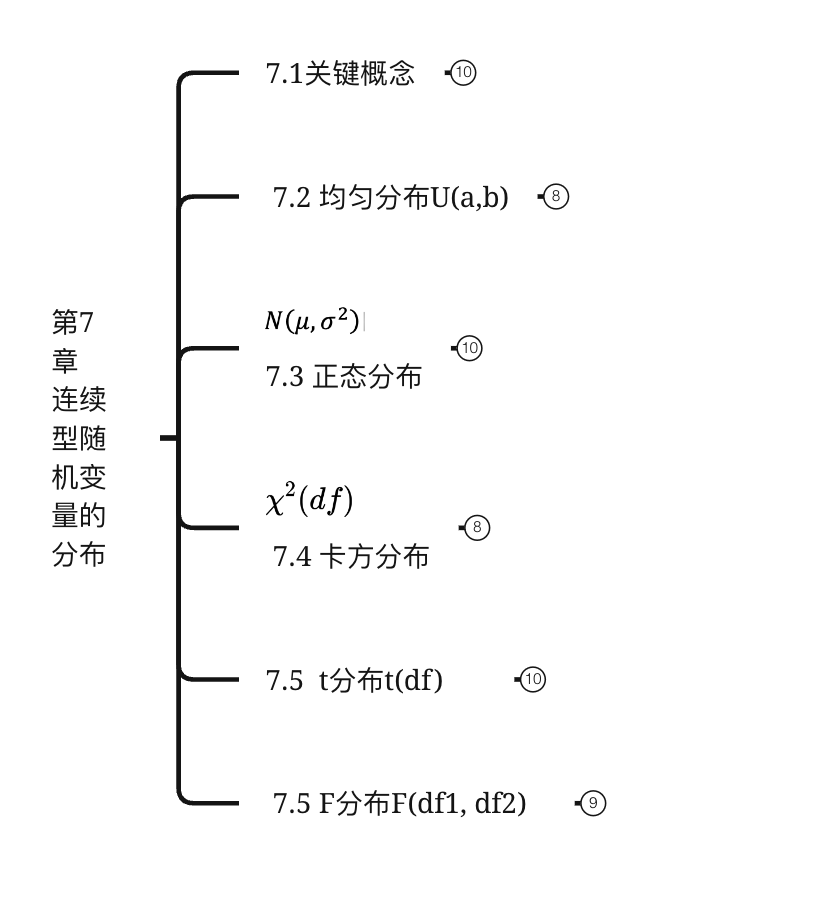 第7
章
连续
型随
机变
量的
分布
7.1关键概念 10
7.2 均匀分布U(a,b) 8
N(μ,σ²)
7.3 正态分布 10
χ²(df)
7.4 卡方分布 8
7.5 t分布t(df) 10
7.5 F分布F(df1, df2) 9